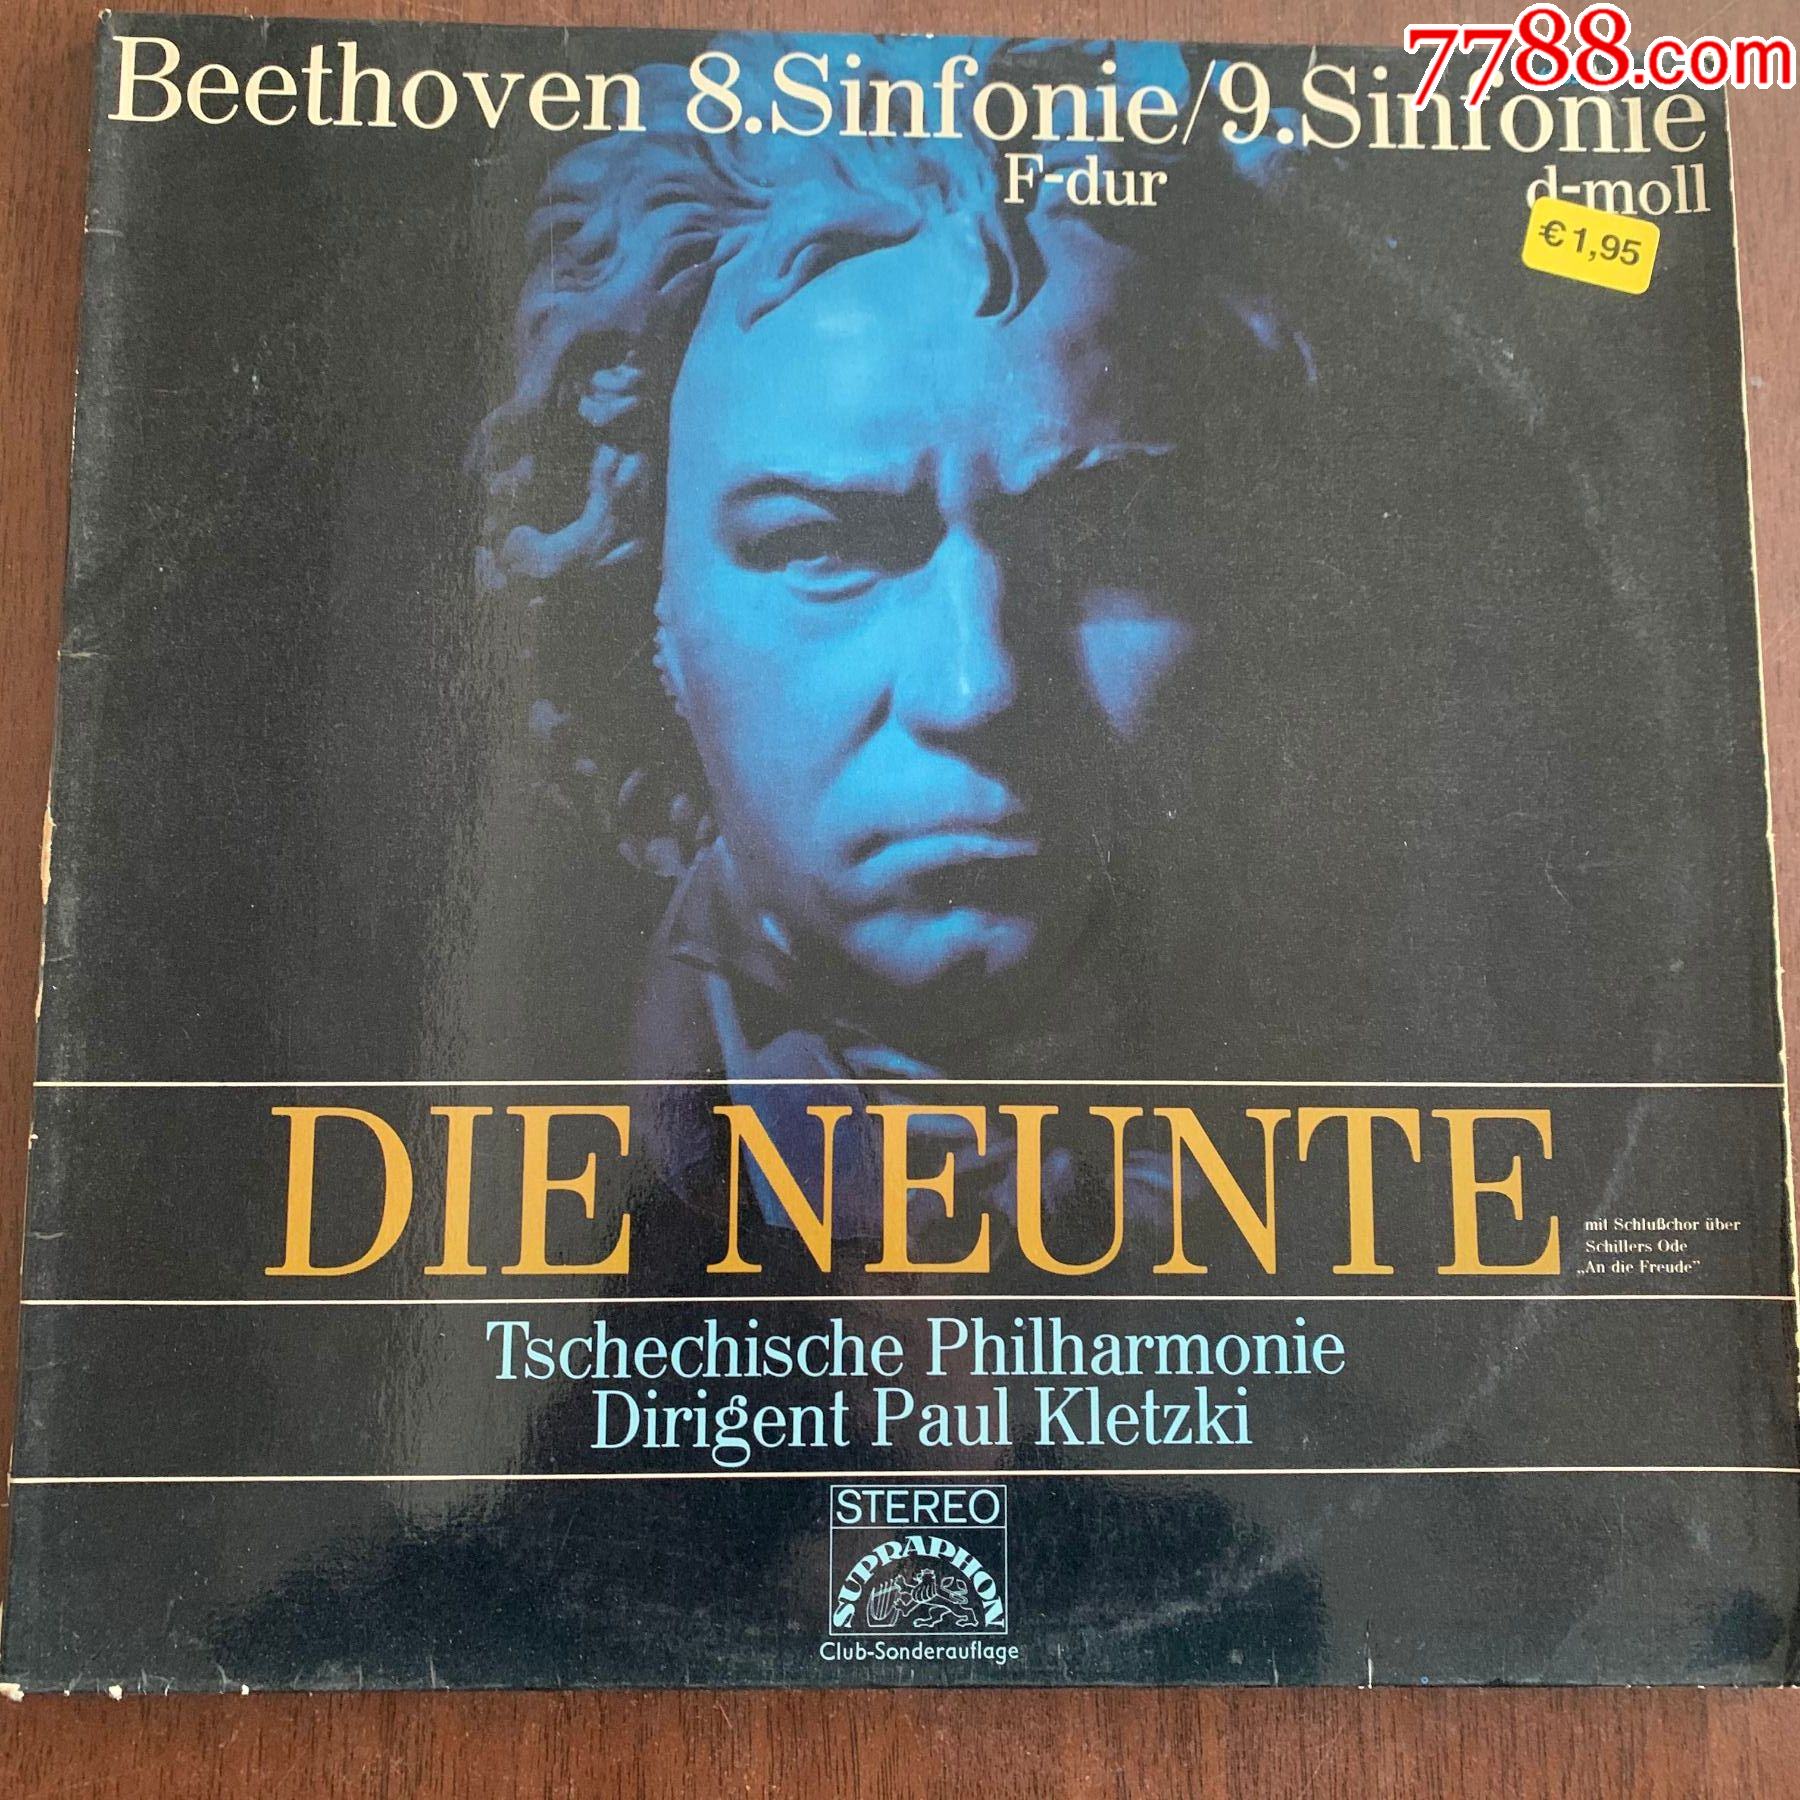 7788.com
Beethoven 8.Sinfonie/9.Sinfonie
F-dur d-moll
€1,95
DIE NEUNTE
mit Schlußchor über
Schillers Ode
„An die Freude"
Tschechische Philharmonie
Dirigent Paul Kletzki
STEREO
SUPRAPHON
Club-Sonderauflage